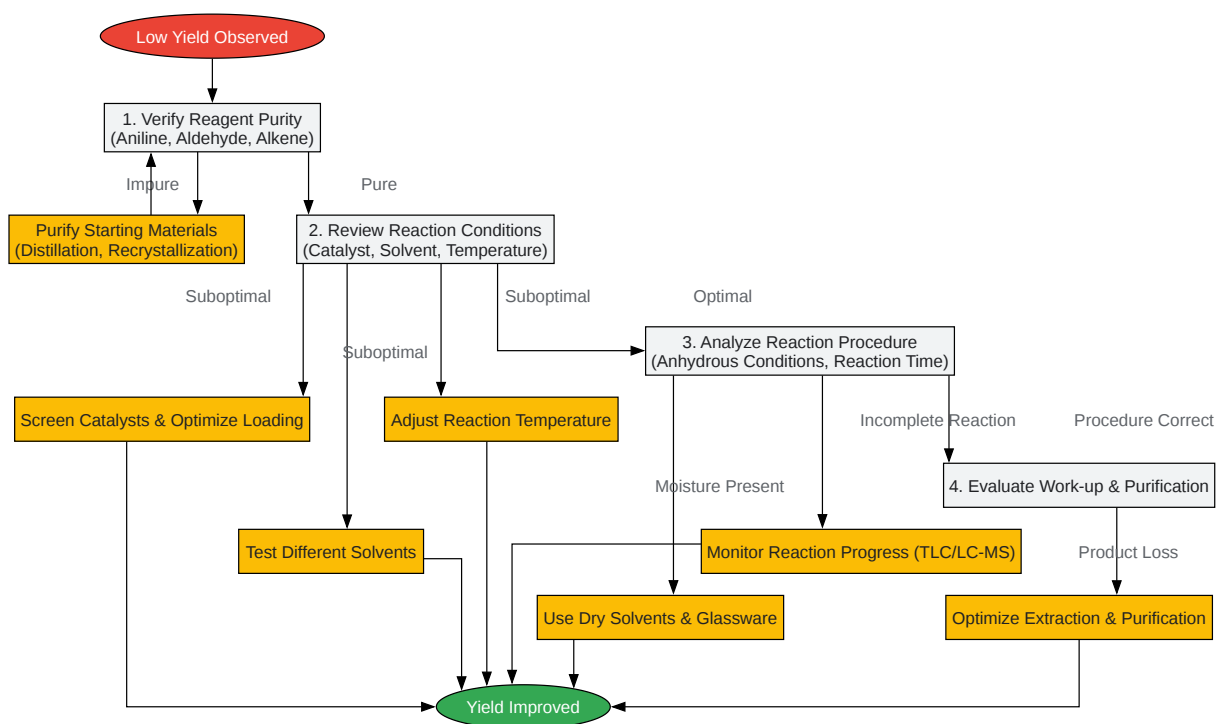 Low Yield Observed
1. Verify Reagent Purity
(Aniline, Aldehyde, Alkene)
Impure
Pure
Purify Starting Materials
(Distillation, Recrystallization)
2. Review Reaction Conditions
(Catalyst, Solvent, Temperature)
Suboptimal
Suboptimal
Optimal
Suboptimal
3. Analyze Reaction Procedure
(Anhydrous Conditions, Reaction Time)
Screen Catalysts & Optimize Loading
Adjust Reaction Temperature
Incomplete Reaction
Procedure Correct
Moisture Present
4. Evaluate Work-up & Purification
Test Different Solvents
Monitor Reaction Progress (TLC/LC-MS)
Product Loss
Use Dry Solvents & Glassware
Optimize Extraction & Purification
Yield Improved